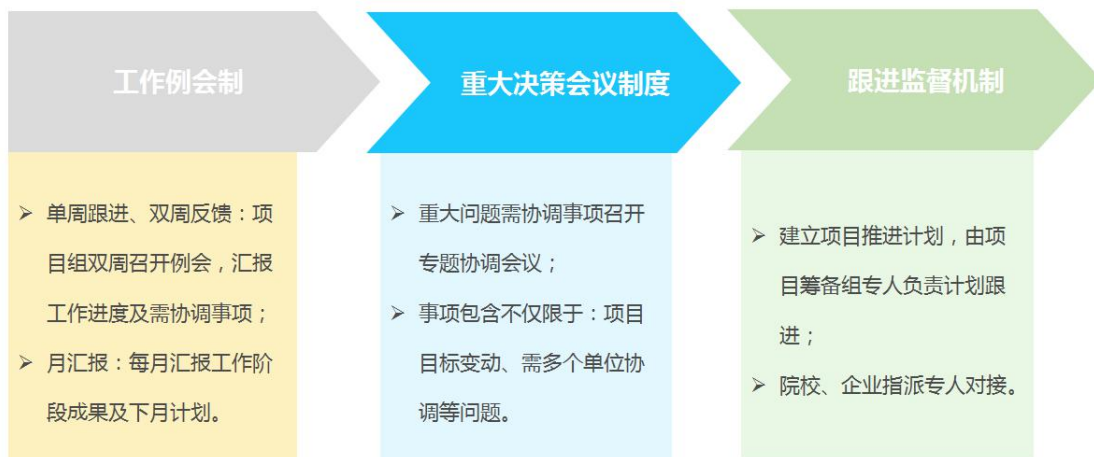 工作例会制
重大决策会议制度
跟进监督机制
➢ 单周跟进、双周反馈：项
目组双周召开例会，汇报
工作进度及需协调事项；
➢ 月汇报：每月汇报工作阶
段成果及下月计划。
➢ 重大问题需协调事项召开
专题协调会议；
➢ 事项包含不仅限于：项目
目标变动、需多个单位协
调等问题。
➢ 建立项目推进计划，由项
目筹备组专人负责计划跟
进；
➢ 院校、企业指派专人对接。